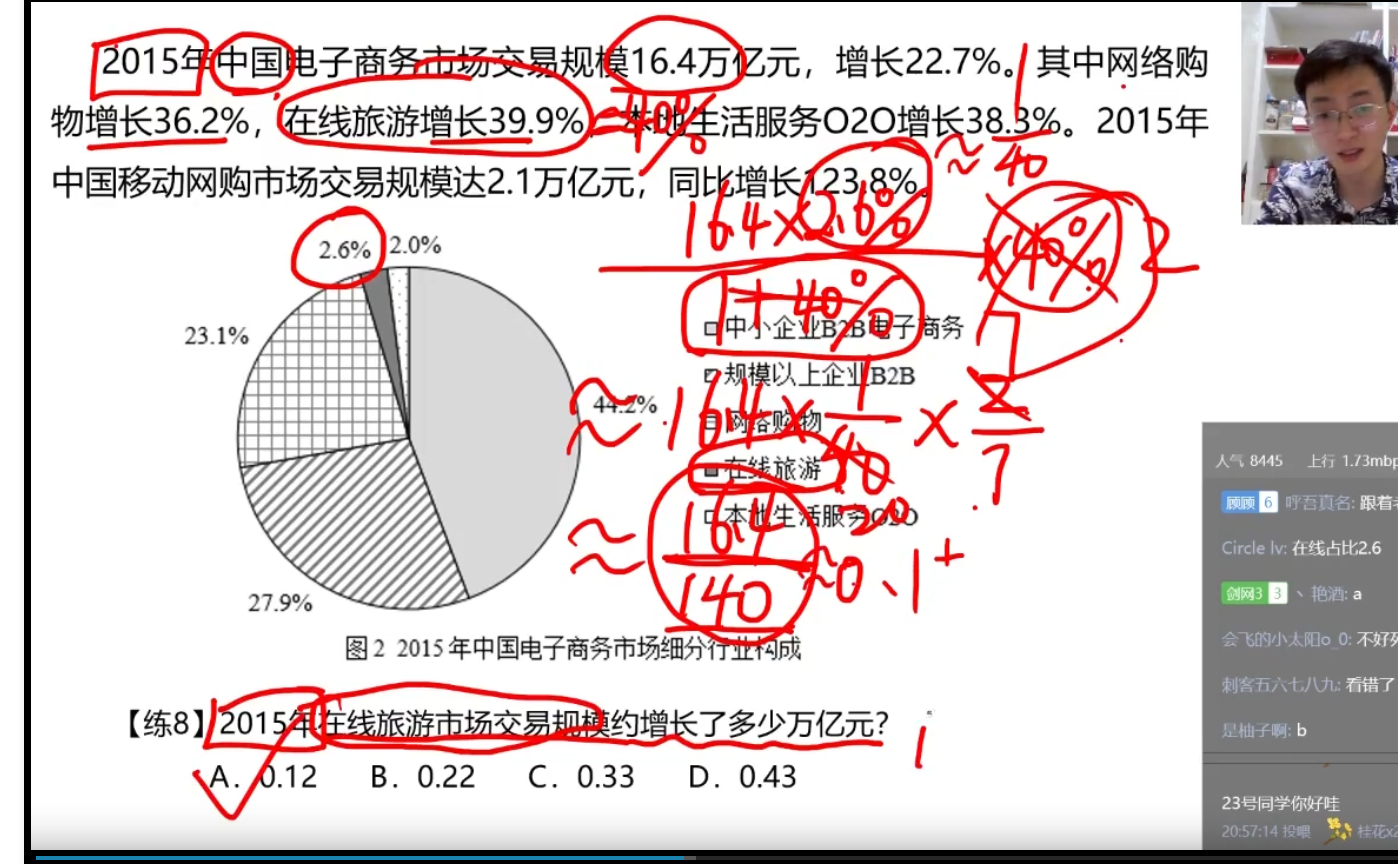 2015年中国电子商务市场交易规模16.4万亿元，增长22.7%。其中网络购
物增长36.2%，在线旅游增长39.9%，本地生活服务O2O增长38.3%。2015年
中国移动网购市场交易规模达2.1万亿元，同比增长123.8%。
≈40%
≈1/40
16.4×2.6%
×40%
2
1+40%
7
≈16.4×1/40×2/7
20
≈16.4/140≈0.1+
2.6%
2.0%
23.1%
44.2%
27.9%
中小企业B2B电子商务
规模以上企业B2B
网络购物
在线旅游
本地生活服务O2O
图2 2015年中国电子商务市场细分行业构成
【练8】2015年在线旅游市场交易规模约增长了多少万亿元？
A. 0.12 B. 0.22 C. 0.33 D. 0.43
人气 8445 上行 1.73mbp
顾顾 6 呼吾真名: 跟着
Circle lv: 在线占比2.6
剑网3 3 丶艳酒: a
会飞的小太阳o_0: 不好
刺客五六七八九: 看错了
是柚子啊: b
23号同学你好哇
20:57:14 投喂 桂花x